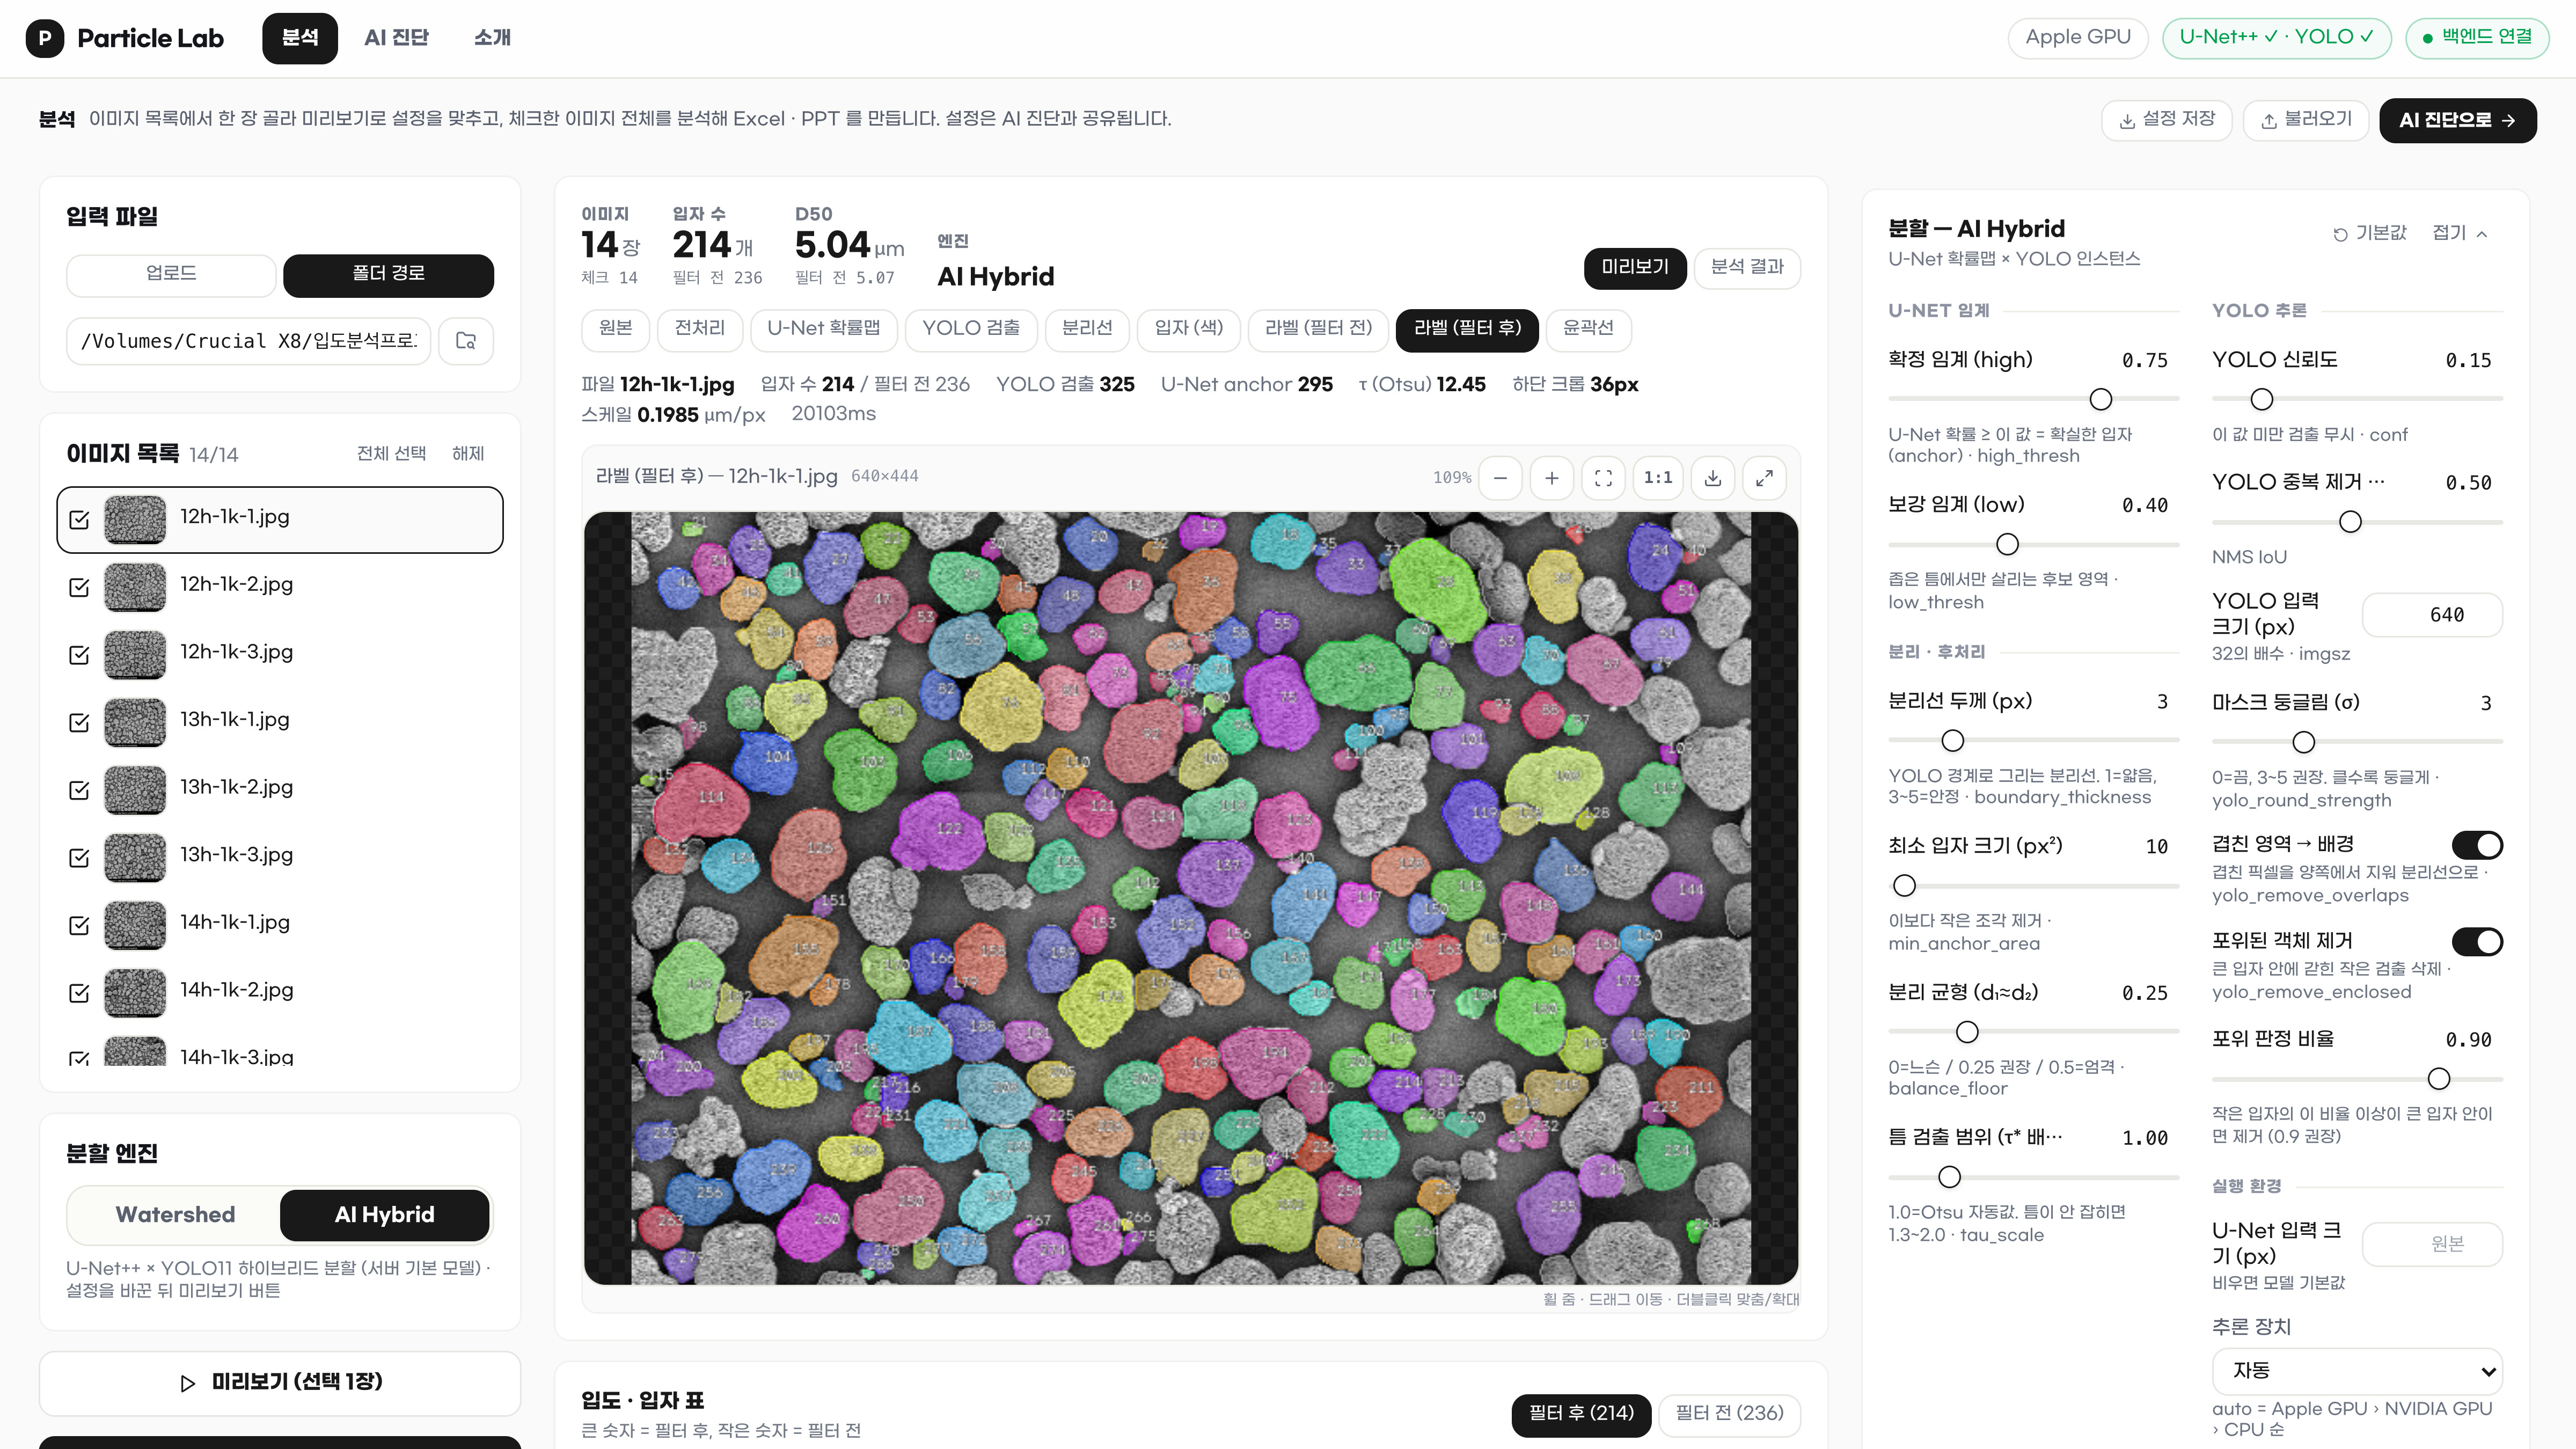 P Particle Lab 분석 AI 진단 소개 Apple GPU U-Net++ ✓ · YOLO ✓ 백엔드 연결
분석 이미지 목록에서 한 장 골라 미리보기로 설정을 맞추고, 체크한 이미지 전체를 분석해 Excel · PPT 를 만듭니다. 설정은 AI 진단과 공유됩니다. 설정 저장 불러오기 AI 진단으로 →
입력 파일
업로드 폴더 경로
/Volumes/Crucial X8/입도분석프로
이미지 목록 14/14 전체 선택 해제
12h-1k-1.jpg
12h-1k-2.jpg
12h-1k-3.jpg
13h-1k-1.jpg
13h-1k-2.jpg
13h-1k-3.jpg
14h-1k-1.jpg
14h-1k-2.jpg
14h-1k-3.jpg
분할 엔진
Watershed AI Hybrid
U-Net++ × YOLO11 하이브리드 분할 (서버 기본 모델) ·
설정을 바꾼 뒤 미리보기 버튼
미리보기 (선택 1장)
이미지 입자 수 D50 엔진
14장 214개 5.04µm AI Hybrid
체크 14 필터 전 236 필터 전 5.07
미리보기 분석 결과
원본 전처리 U-Net 확률맵 YOLO 검출 분리선 입자 (색) 라벨 (필터 전) 라벨 (필터 후) 윤곽선
파일 12h-1k-1.jpg 입자 수 214 / 필터 전 236 YOLO 검출 325 U-Net anchor 295 τ (Otsu) 12.45 하단 크롭 36px
스케일 0.1985 µm/px 20103ms
라벨 (필터 후) — 12h-1k-1.jpg 640×444 109% − + 1:1
휠 줌 · 드래그 이동 · 더블클릭 맞춤/확대
입도 · 입자 표
큰 숫자 = 필터 후, 작은 숫자 = 필터 전
필터 후 (214) 필터 전 (236)
분할 — AI Hybrid 기본값 접기
U-Net 확률맵 × YOLO 인스턴스
U-NET 임계
확정 임계 (high) 0.75
U-Net 확률 ≥ 이 값 = 확실한 입자
(anchor) · high_thresh
보강 임계 (low) 0.40
좁은 틈에서만 살리는 후보 영역 ·
low_thresh
분리 · 후처리
분리선 두께 (px) 3
YOLO 경계로 그리는 분리선. 1=얇음,
3~5=안정 · boundary_thickness
최소 입자 크기 (px²) 10
이보다 작은 조각 제거 ·
min_anchor_area
분리 균형 (d₁≈d₂) 0.25
0=느슨 / 0.25 권장 / 0.5=엄격 ·
balance_floor
틈 검출 범위 (τ* 배⋯ 1.00
1.0=Otsu 자동값. 틈이 안 잡히면
1.3~2.0 · tau_scale
YOLO 추론
YOLO 신뢰도 0.15
이 값 미만 검출 무시 · conf
YOLO 중복 제거 ⋯ 0.50
NMS IoU
YOLO 입력
크기 (px) 640
32의 배수 · imgsz
마스크 둥글림 (σ) 3
0=끔, 3~5 권장. 클수록 둥글게 ·
yolo_round_strength
겹친 영역 → 배경
겹친 픽셀을 양쪽에서 지워 분리선으로 ·
yolo_remove_overlaps
포위된 객체 제거
큰 입자 안에 갇힌 작은 검출 삭제 ·
yolo_remove_enclosed
포위 판정 비율 0.90
작은 입자의 이 비율 이상이 큰 입자 안이
면 제거 (0.9 권장)
실행 환경
U-Net 입력 크
기 (px) 원본
비우면 모델 기본값
추론 장치
자동
auto = Apple GPU › NVIDIA GPU
› CPU 순